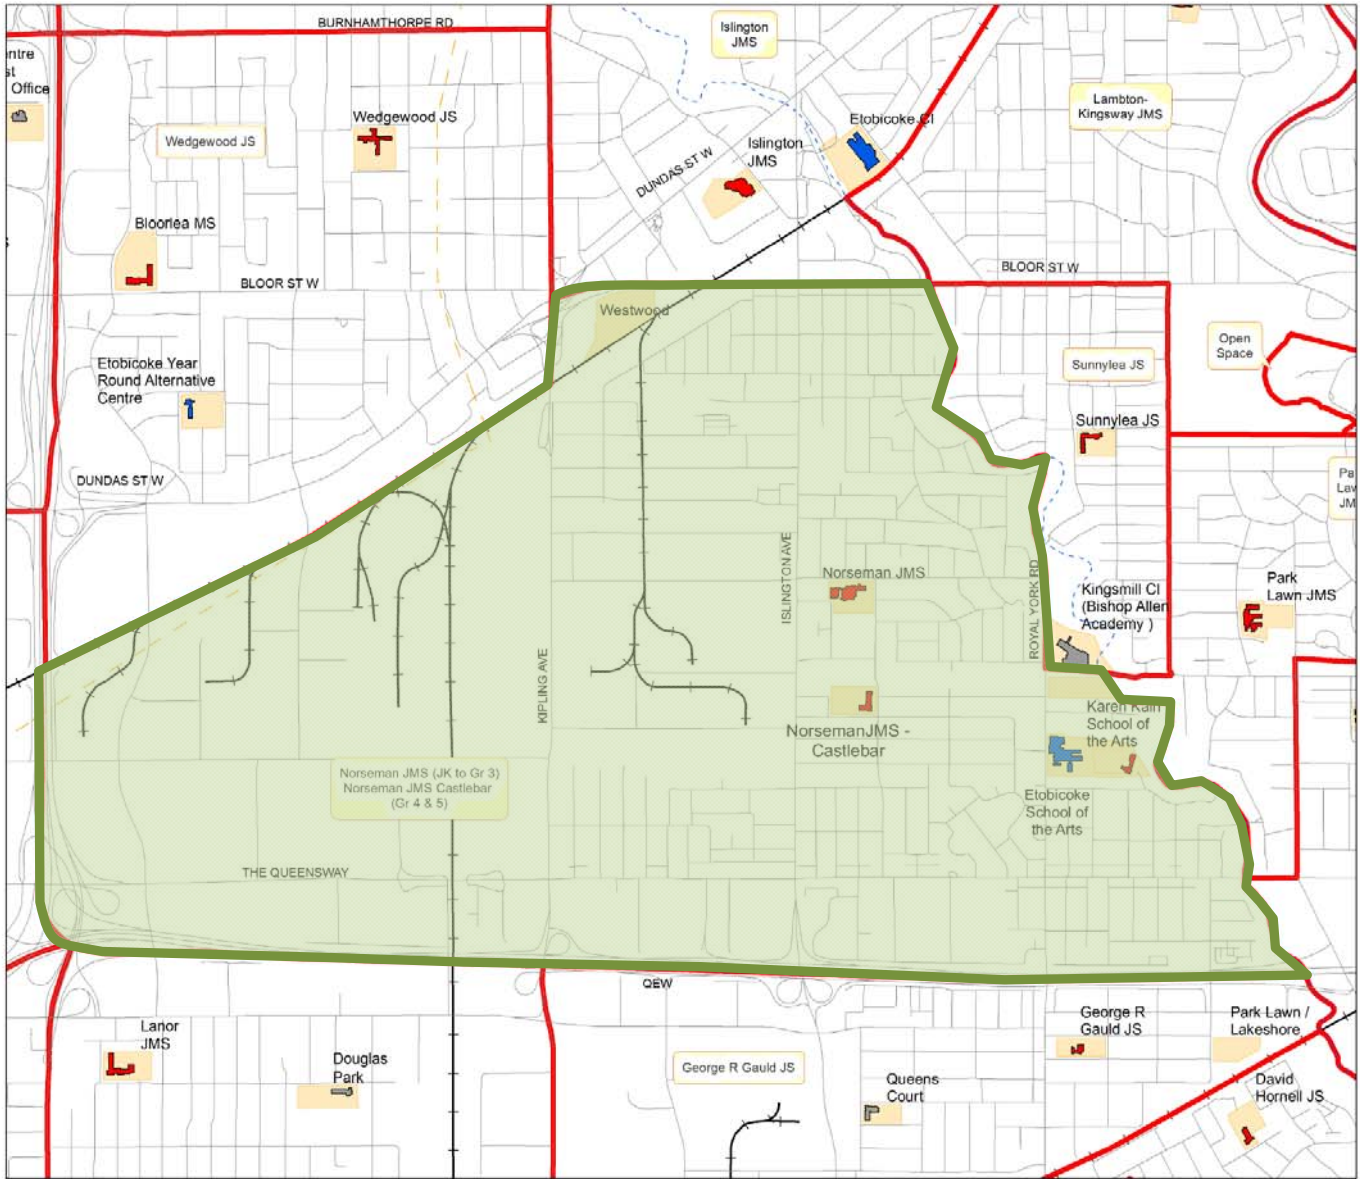 BURNHAMTHORPE RD
Islington
JMS
entre
st
Office
Lambton-
Kingsway JMS
Wedgewood JS
Wedgewood JS
Etobicoke CI
Islington
JMS
DUNDAS ST W
Bloorlea MS
BLOOR ST W
BLOOR ST W
Westwood
Open
Space
Sunnylea JS
Etobicoke Year
Round Alternative
Centre
Sunnylea JS
DUNDAS ST W
Pa
Law
JM
ISLINGTON AVE
ROYAL YORK RD
Norseman JMS
Kingsmill CI
(Bishop Allen
Academy )
Park
Lawn JMS
KIPLING AVE
Karen Kain
School of
the Arts
NorsemanJMS -
Castlebar
Norseman JMS (JK to Gr 3)
Norseman JMS Castlebar
(Gr 4 & 5)
Etobicoke
School of
the Arts
THE QUEENSWAY
QEW
Lanor
JMS
Douglas
Park
George R Gauld JS
Queens
Court
George R
Gauld JS
Park Lawn /
Lakeshore
David
Hornell JS